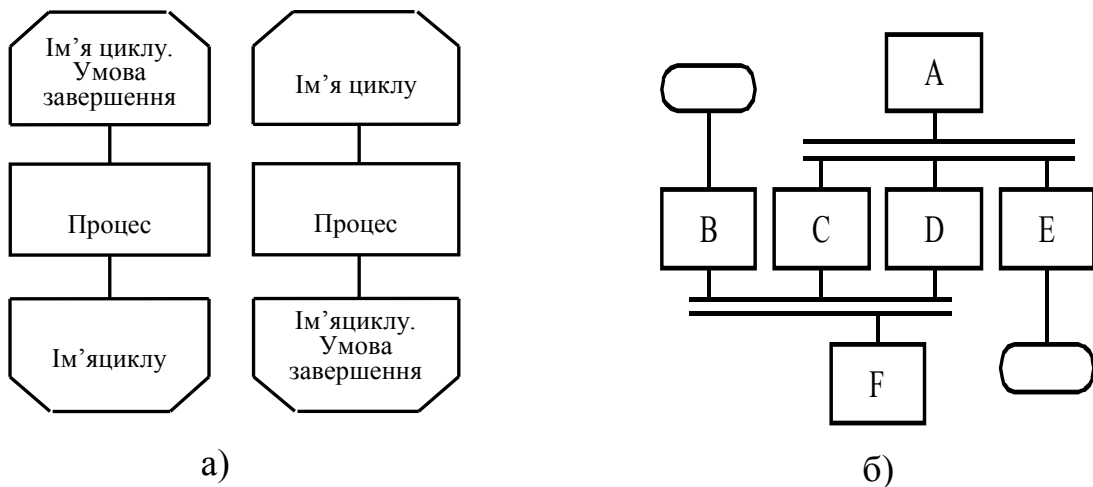 Ім’я циклу.
Умова
завершення
Ім’я циклу
Процес
Процес
Ім’яциклу
Ім’яциклу.
Умова
завершення
а)
A
B
C
D
E
F
б)